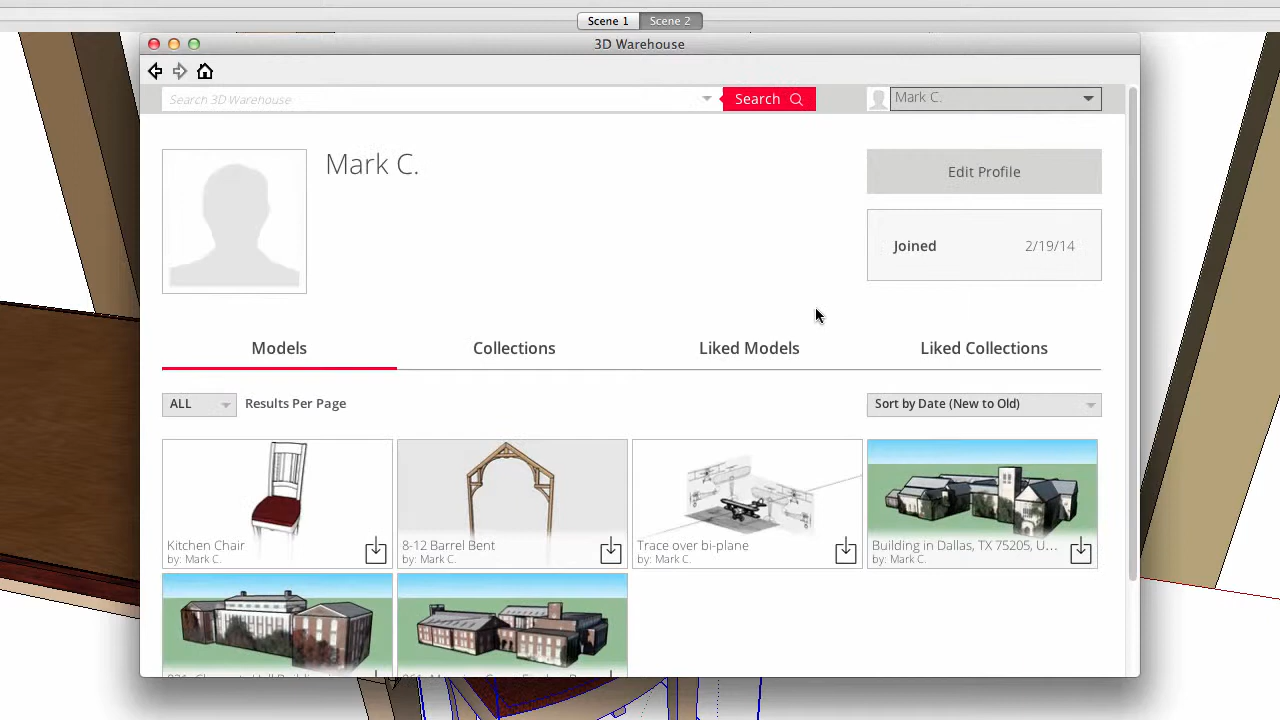 Scene 1 Scene 2
3D Warehouse
Search 3D Warehouse Search Mark C.
Mark C.
Edit Profile
Joined 2/19/14
Models Collections Liked Models Liked Collections
ALL Results Per Page Sort by Date (New to Old)
Kitchen Chair
by: Mark C.
8-12 Barrel Bent
by: Mark C.
Trace over bi-plane
by: Mark C.
Building in Dallas, TX 75205, U...
by: Mark C.